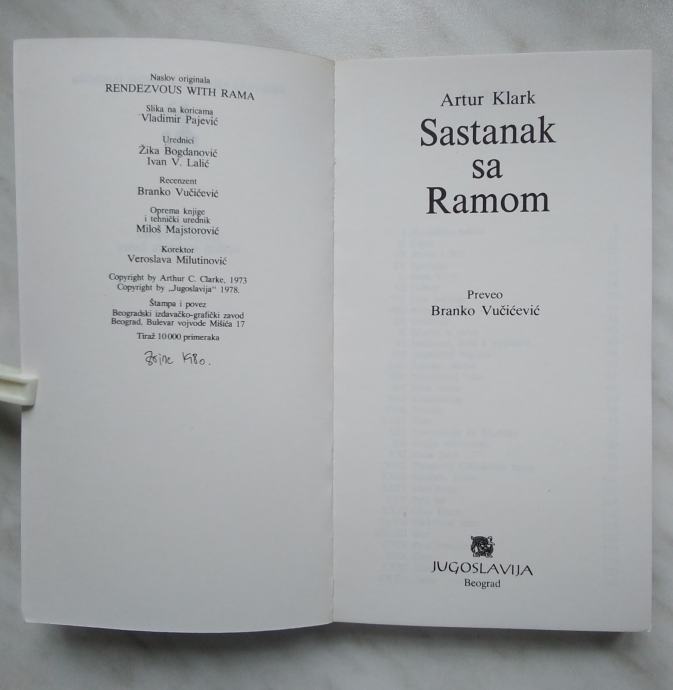 Naslov originala
RENDEZVOUS WITH RAMA
Slika na koricama
Vladimir Pajević
Urednici
Žika Bogdanović
Ivan V. Lalić
Recenzent
Branko Vučićević
Oprema knjige
i tehnički urednik
Miloš Majstorović
Korektor
Veroslava Milutinović
Copyright by Arthur C. Clarke, 1973
Copyright by „Jugoslavija" 1978.
Štampa i povez
Beogradski izdavačko-grafički zavod
Beograd, Bulevar vojvode Mišića 17
Tiraž 10 000 primeraka
1980.
Artur Klark
Sastanak
sa
Ramom
Preveo
Branko Vučićević
JUGOSLAVIJA
Beograd